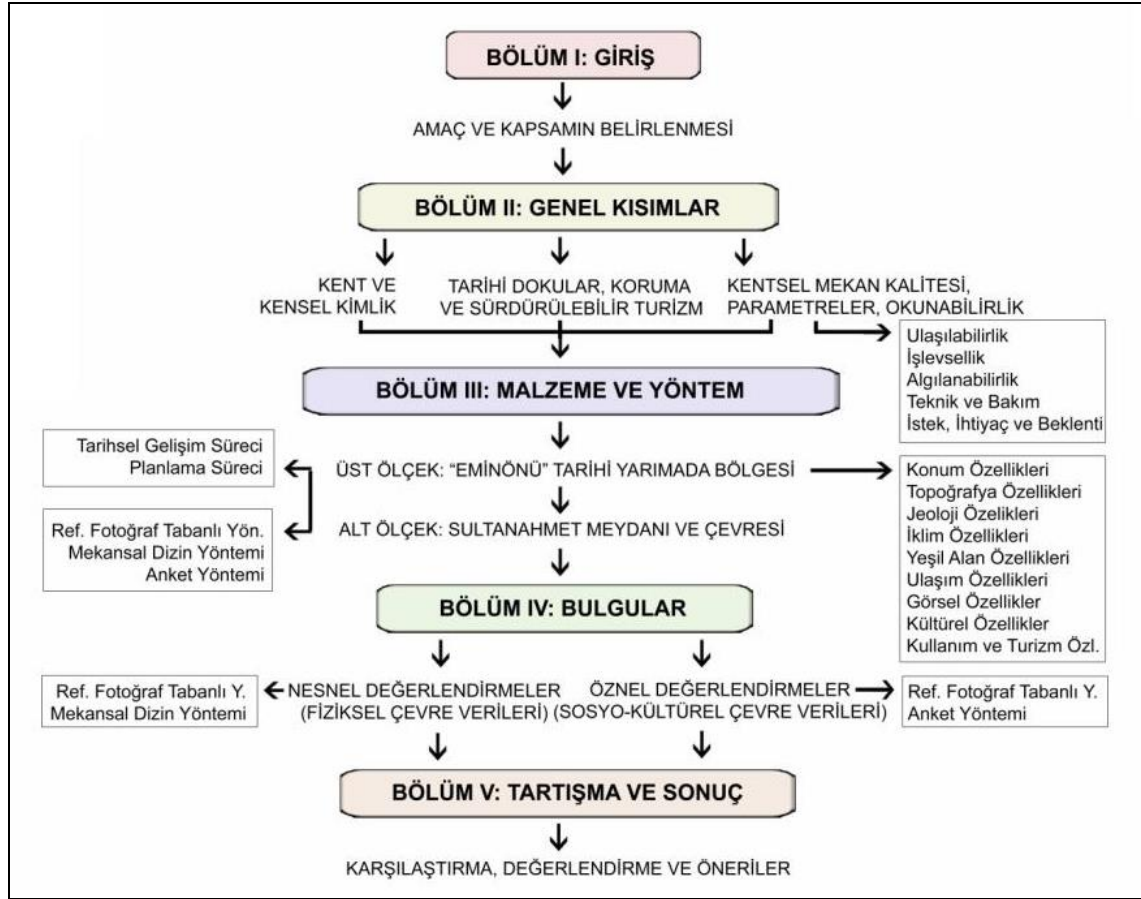 BÖLÜM I: GİRİŞ
AMAÇ VE KAPSAMIN BELİRLENMESİ
BÖLÜM II: GENEL KISIMLAR
KENT VE
KENSEL KİMLİK
TARİHİ DOKULAR, KORUMA
VE SÜRDÜRÜLEBİLİR TURİZM
KENTSEL MEKAN KALİTESİ,
PARAMETRELER, OKUNABİLİRLİK
Ulaşılabilirlik
İşlevsellik
Algılanabilirlik
Teknik ve Bakım
İstek, İhtiyaç ve Beklenti
BÖLÜM III: MALZEME VE YÖNTEM
Tarihsel Gelişim Süreci
Planlama Süreci
ÜST ÖLÇEK: “EMİNÖNÜ” TARİHİ YARIMADA BÖLGESİ
Konum Özellikleri
Topoğrafya Özellikleri
Jeoloji Özelikleri
İklim Özellikleri
Yeşil Alan Özellikleri
Ulaşım Özellikleri
Görsel Özellikler
Kültürel Özellikler
Kullanım ve Turizm Özl.
Ref. Fotoğraf Tabanlı Yön.
Mekansal Dizin Yöntemi
Anket Yöntemi
ALT ÖLÇEK: SULTANAHMET MEYDANI VE ÇEVRESİ
BÖLÜM IV: BULGULAR
Ref. Fotoğraf Tabanlı Y.
Mekansal Dizin Yöntemi
NESNEL DEĞERLENDİRMELER
(FİZİKSEL ÇEVRE VERİLERİ)
ÖZNEL DEĞERLENDİRMELER
(SOSYO-KÜLTÜREL ÇEVRE VERİLERİ)
Ref. Fotoğraf Tabanlı Y.
Anket Yöntemi
BÖLÜM V: TARTIŞMA VE SONUÇ
KARŞILAŞTIRMA, DEĞERLENDİRME VE ÖNERİLER